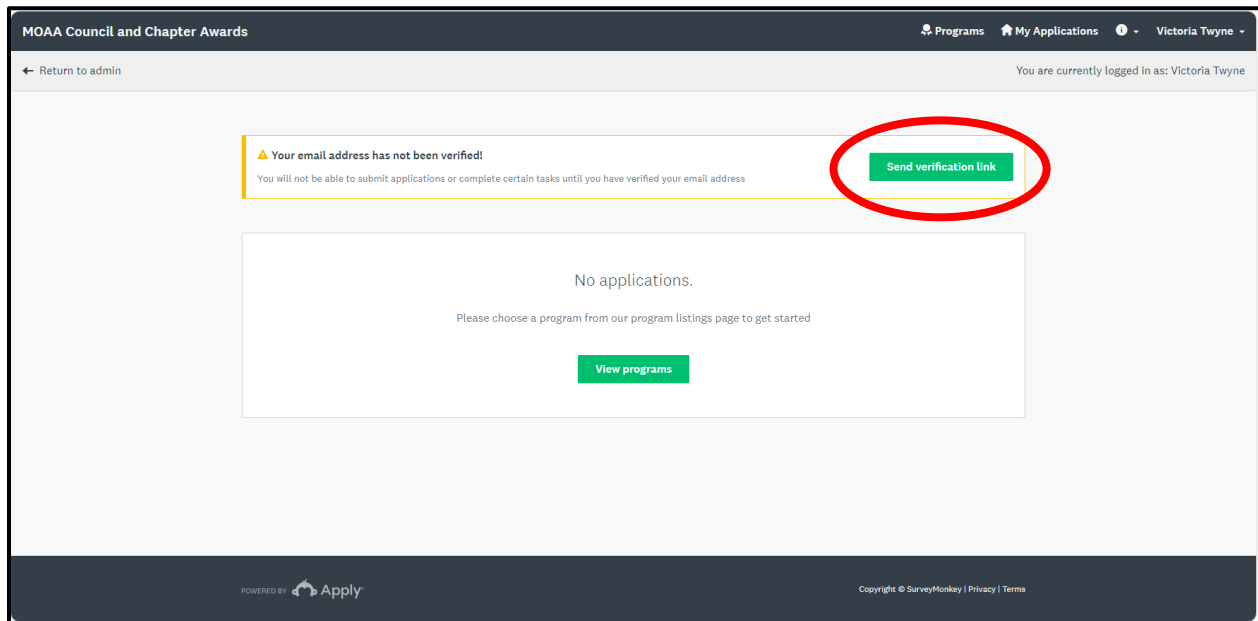 MOAA Council and Chapter Awards
Programs My Applications Victoria Twyne
Return to admin
You are currently logged in as: Victoria Twyne
Your email address has not been verified!
You will not be able to submit applications or complete certain tasks until you have verified your email address
Send verification link
No applications.
Please choose a program from our program listings page to get started
View programs
POWERED BY Apply
Copyright © SurveyMonkey | Privacy | Terms